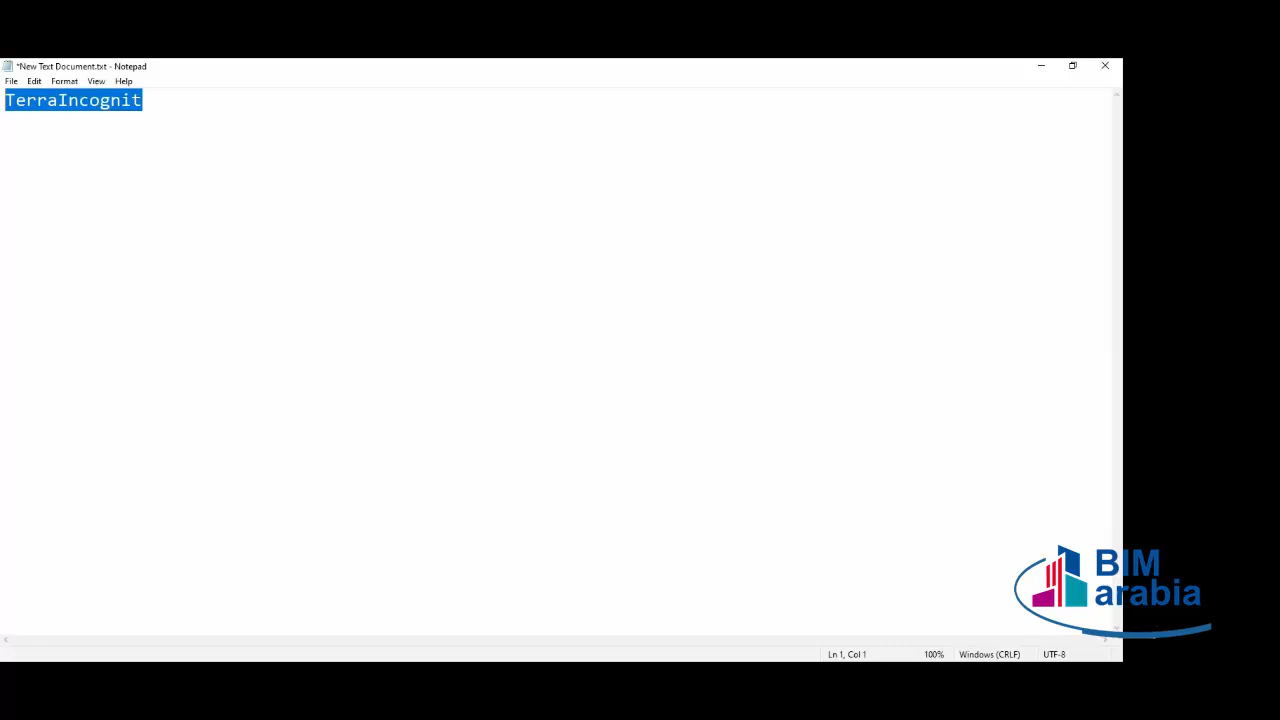 *New Text Document.txt - Notepad
File Edit Format View Help
TerraIncognit
BIM
arabia
Ln 1, Col 1 100% Windows (CRLF) UTF-8